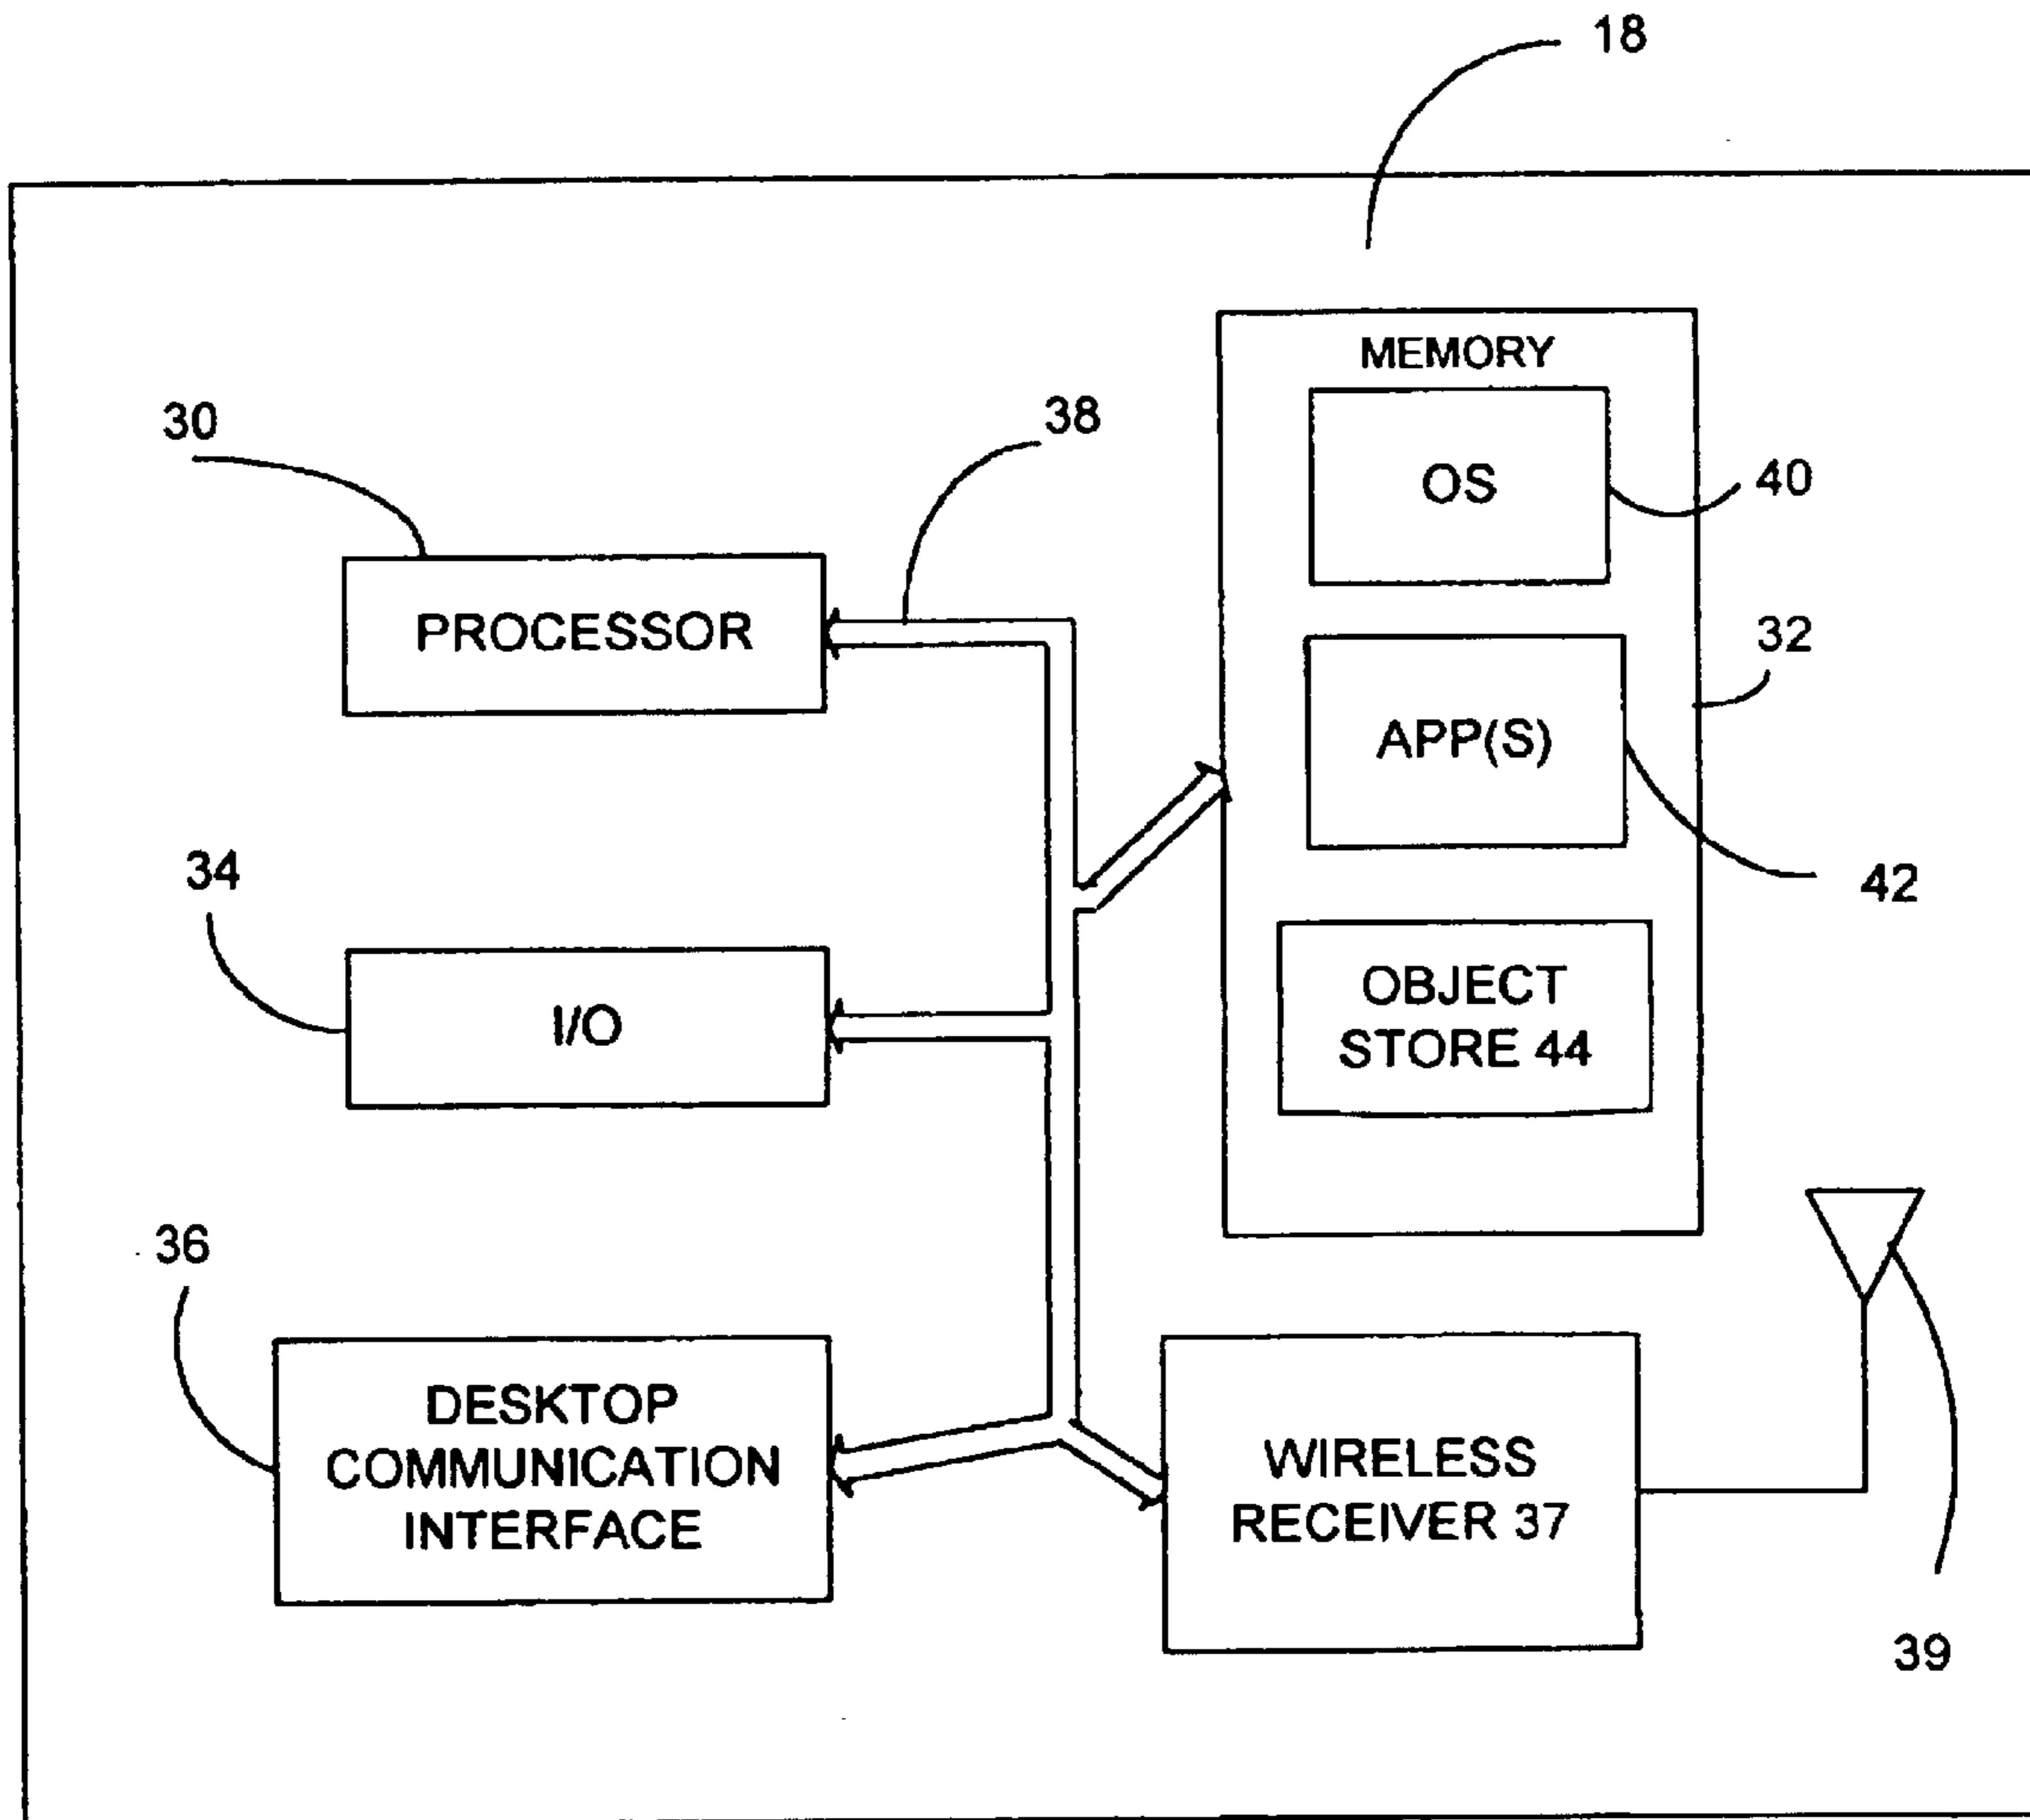 18
MEMORY
30
38
OS
40
PROCESSOR
32
APP(S)
34
42
I/O
OBJECT
STORE 44
36
DESKTOP
COMMUNICATION
INTERFACE
WIRELESS
RECEIVER 37
39